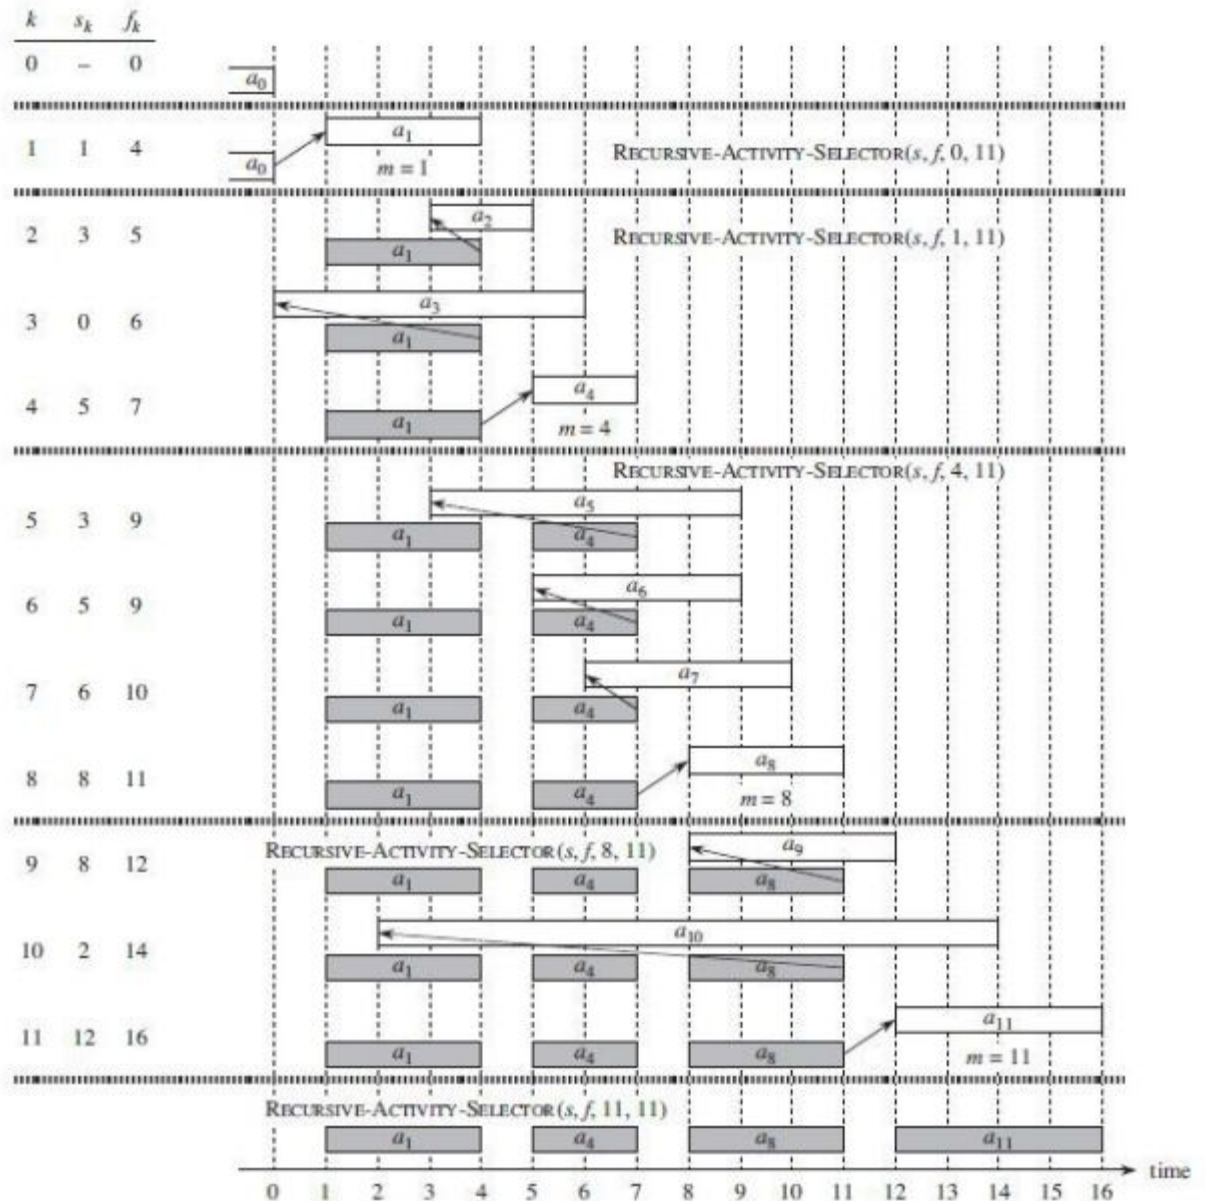 k s_k f_k
0 – 0
a_0
a_1
1 1 4 RECURSIVE-ACTIVITY-SELECTOR(s, f, 0, 11)
a_0 m = 1
a_2
2 3 5 RECURSIVE-ACTIVITY-SELECTOR(s, f, 1, 11)
a_1
a_3
3 0 6
a_1
a_4
4 5 7
a_1 m = 4
RECURSIVE-ACTIVITY-SELECTOR(s, f, 4, 11)
a_5
5 3 9
a_1 a_4
a_6
6 5 9
a_1 a_4
a_7
7 6 10
a_1 a_4
a_8
8 8 11
a_1 a_4 m = 8
RECURSIVE-ACTIVITY-SELECTOR(s, f, 8, 11) a_9
9 8 12
a_1 a_4 a_8
a_10
10 2 14
a_1 a_4 a_8
a_11
11 12 16
a_1 a_4 a_8 m = 11
RECURSIVE-ACTIVITY-SELECTOR(s, f, 11, 11)
a_1 a_4 a_8 a_11
time
0 1 2 3 4 5 6 7 8 9 10 11 12 13 14 15 16